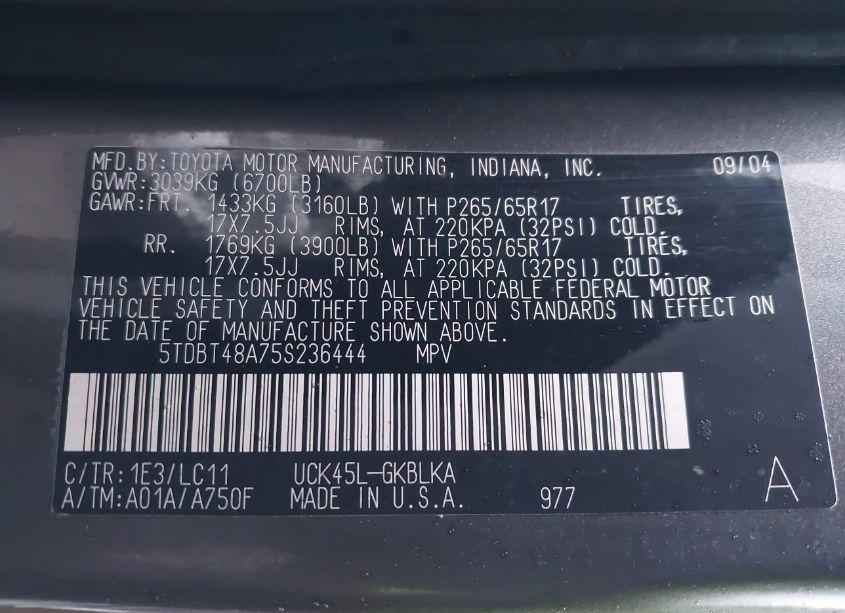 MFD.BY:TOYOTA MOTOR MANUFACTURING, INDIANA, INC. 09/04
GVWR:3039KG (6700LB)
GAWR:FRT. 1433KG (3160LB) WITH P265/65R17 TIRES,
17X7.5JJ RIMS, AT 220KPA (32PSI) COLD.
RR. 1769KG (3900LB) WITH P265/65R17 TIRES,
17X7.5JJ RIMS, AT 220KPA (32PSI) COLD.
THIS VEHICLE CONFORMS TO ALL APPLICABLE FEDERAL MOTOR
VEHICLE SAFETY AND THEFT PREVENTION STANDARDS IN EFFECT ON
THE DATE OF MANUFACTURE SHOWN ABOVE.
5TDBT48A75S236444 MPV
C/TR:1E3/LC11 UCK45L-GKBLKA
A/TM:A01A/A750F MADE IN U.S.A. 977 A